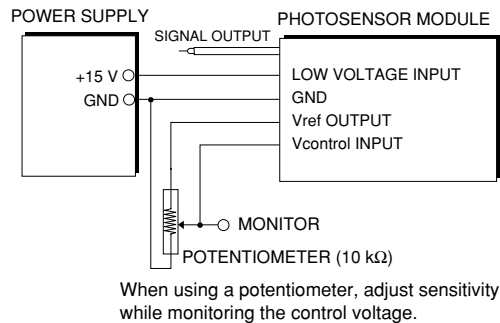 POWER SUPPLY
PHOTOSENSOR MODULE
SIGNAL OUTPUT
+15 V
LOW VOLTAGE INPUT
GND
GND
Vref OUTPUT
Vcontrol INPUT
MONITOR
POTENTIOMETER (10 kΩ)
When using a potentiometer, adjust sensitivity
while monitoring the control voltage.